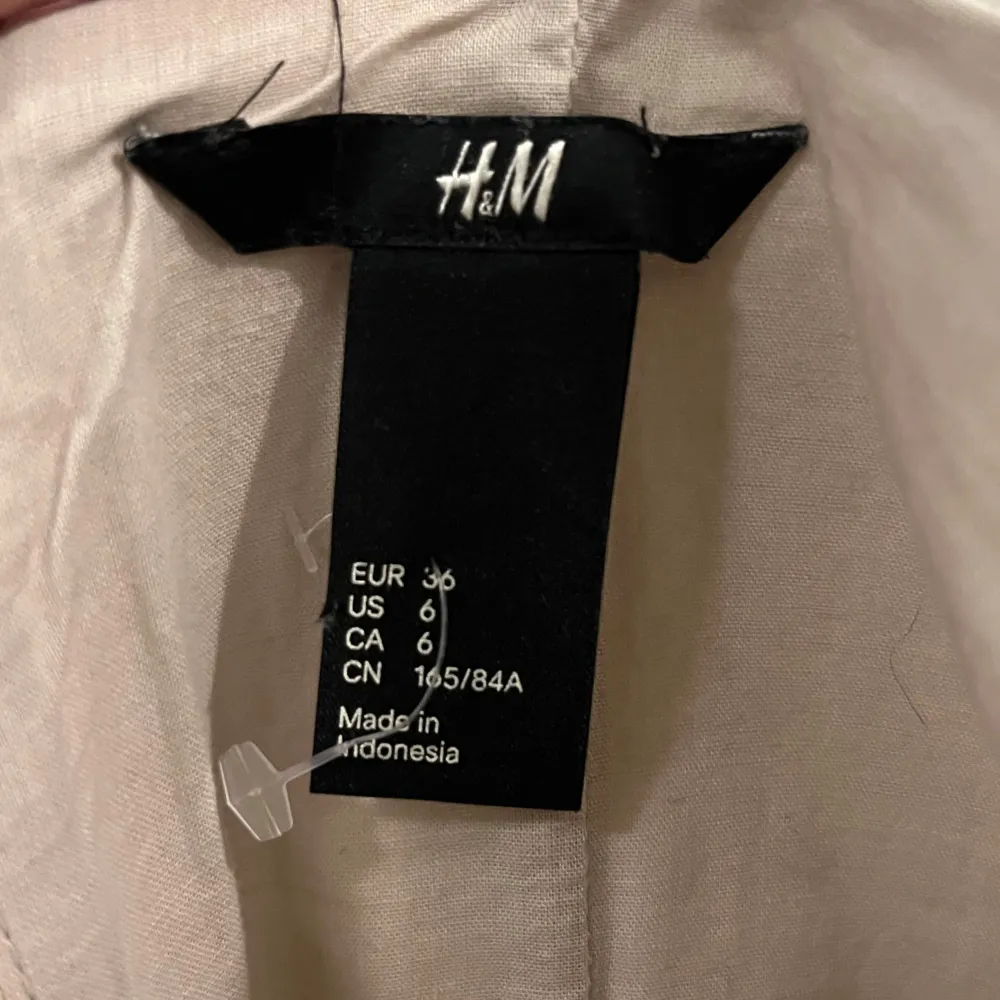 H&M
EUR 36
US 6
CA 6
CN 165/84A
Made in
Indonesia